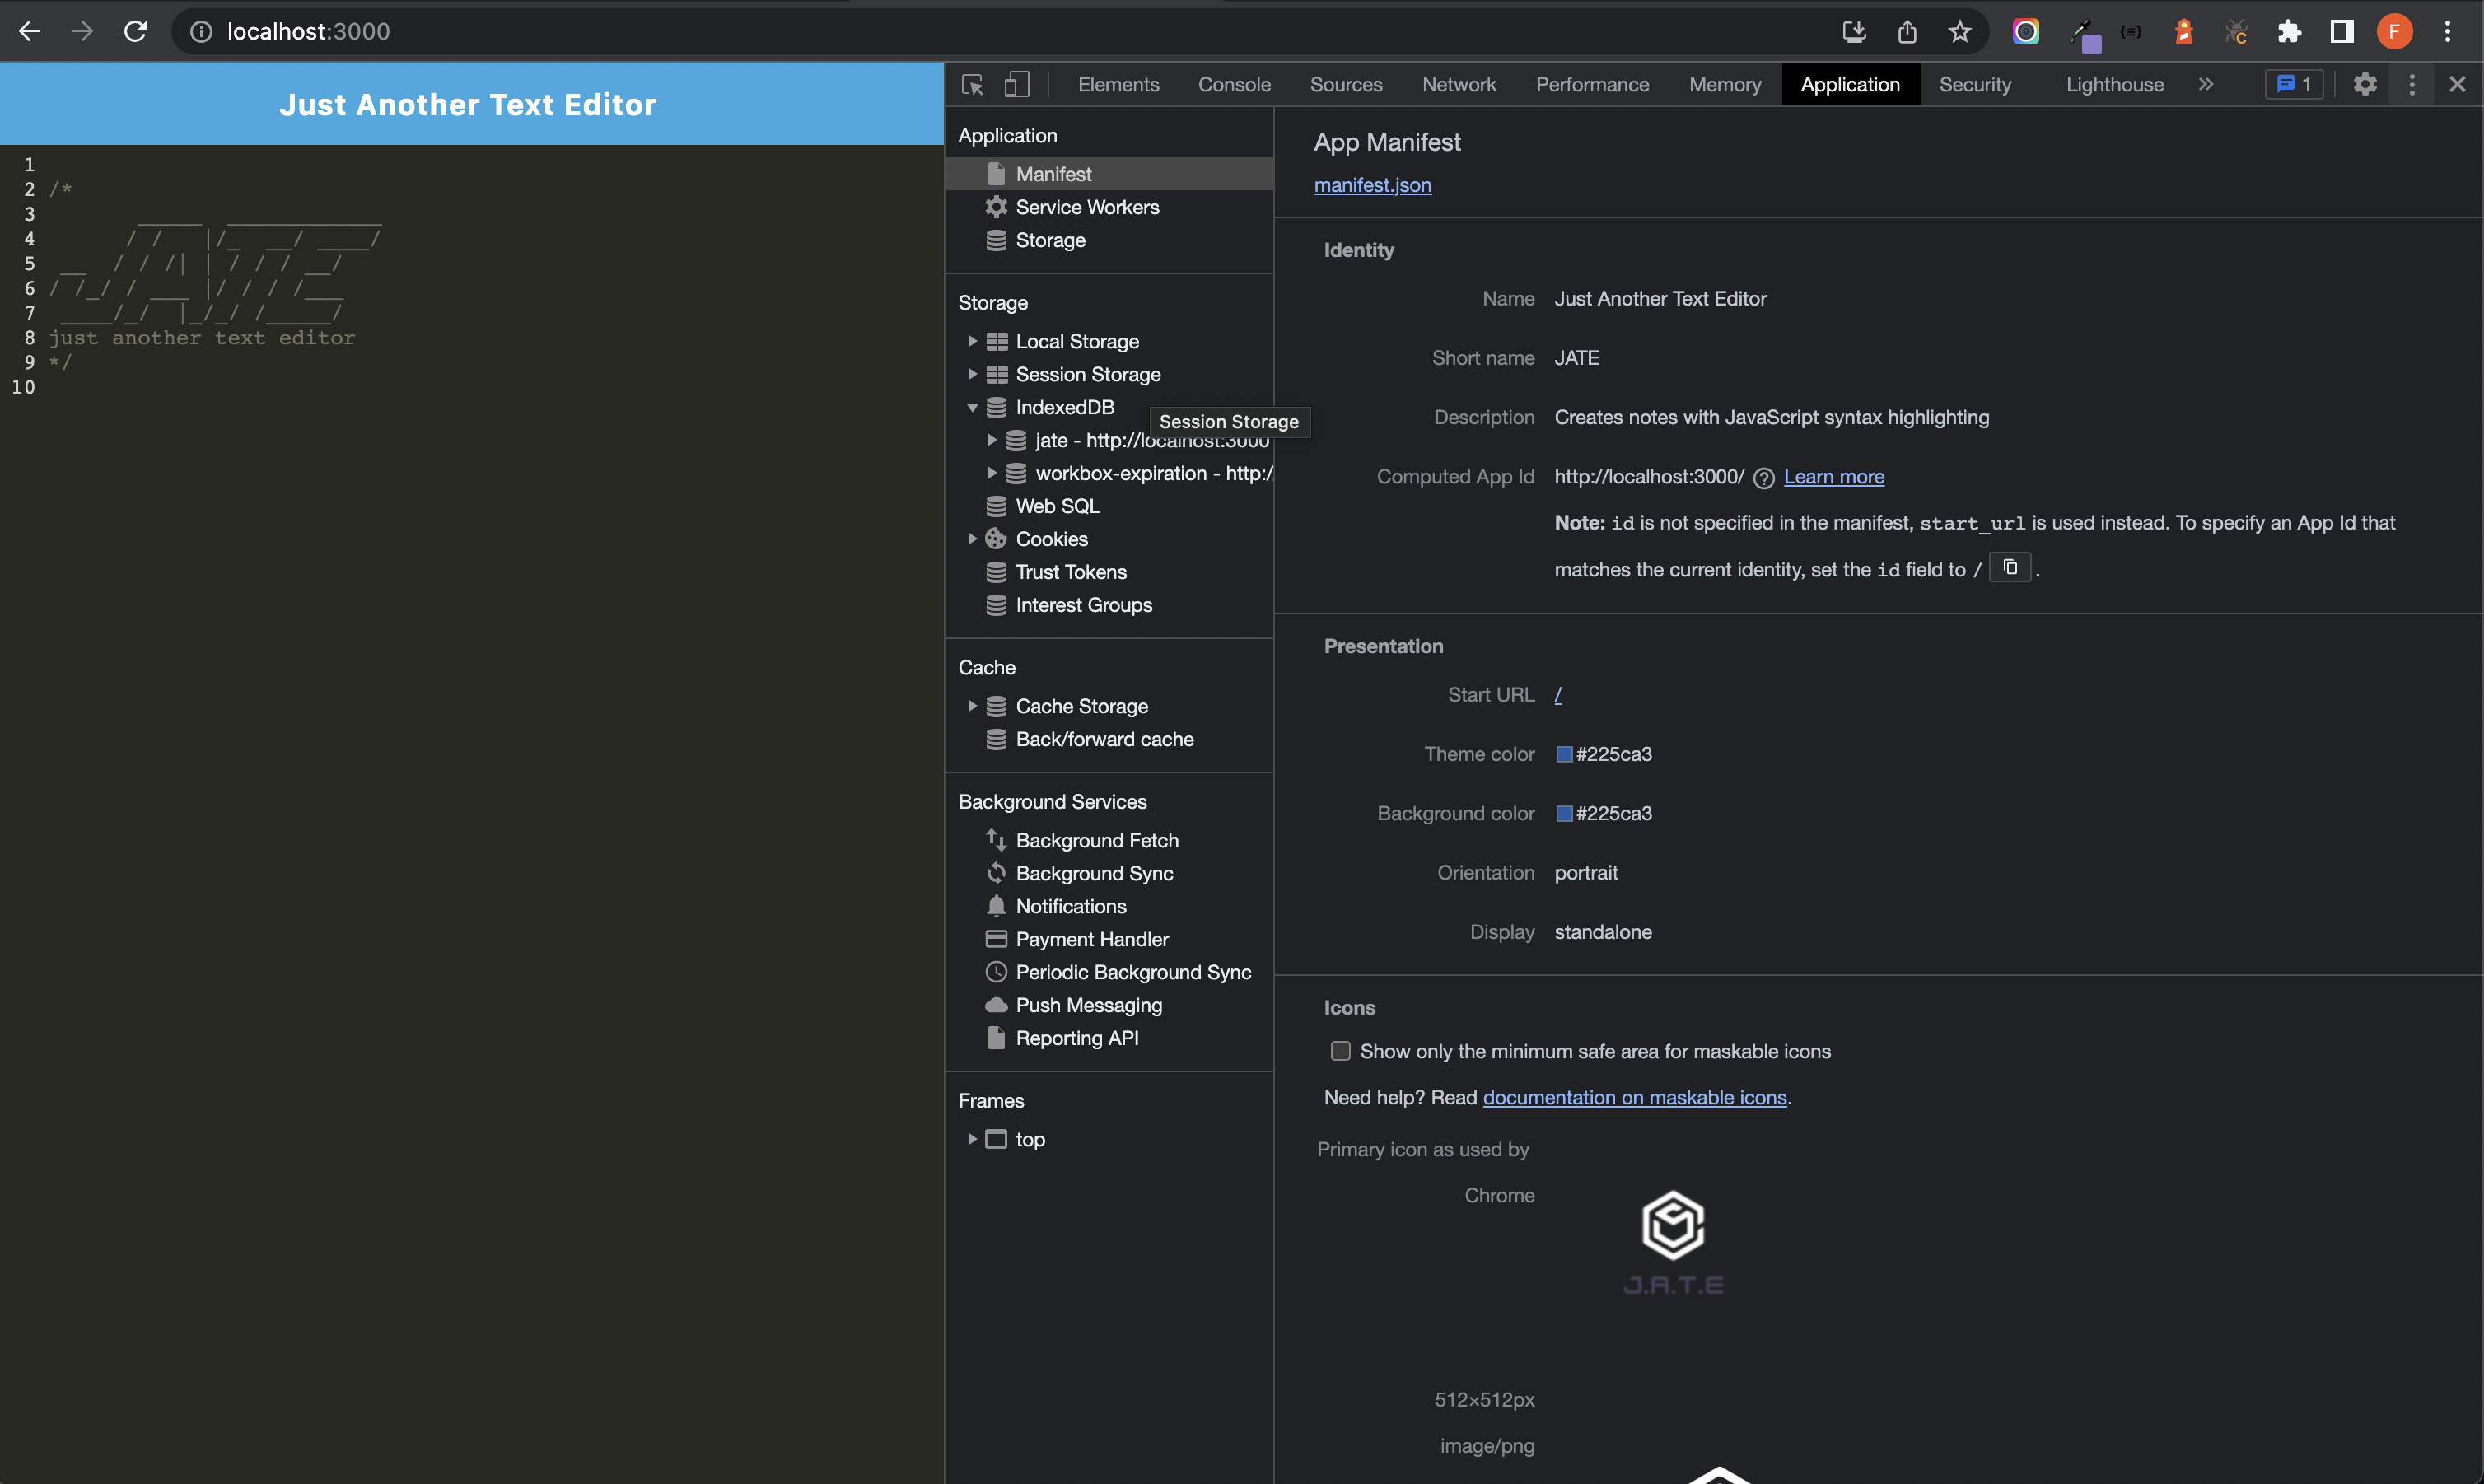 localhost:3000
F
Just Another Text Editor
1
2 /*
3
4
5
6
7
8 just another text editor
9 */
10
Elements Console Sources Network Performance Memory Application Security Lighthouse 1
Application
Manifest
Service Workers
Storage
Storage
Local Storage
Session Storage
IndexedDB
Session Storage
jate - http://localhost:3000
workbox-expiration - http:/
Web SQL
Cookies
Trust Tokens
Interest Groups
Cache
Cache Storage
Back/forward cache
Background Services
Background Fetch
Background Sync
Notifications
Payment Handler
Periodic Background Sync
Push Messaging
Reporting API
Frames
top
App Manifest
manifest.json
Identity
Name Just Another Text Editor
Short name JATE
Description Creates notes with JavaScript syntax highlighting
Computed App Id http://localhost:3000/ Learn more
Note: id is not specified in the manifest, start_url is used instead. To specify an App Id that
matches the current identity, set the id field to / .
Presentation
Start URL /
Theme color #225ca3
Background color #225ca3
Orientation portrait
Display standalone
Icons
Show only the minimum safe area for maskable icons
Need help? Read documentation on maskable icons.
Primary icon as used by
Chrome
J.A.T.E
512×512px
image/png